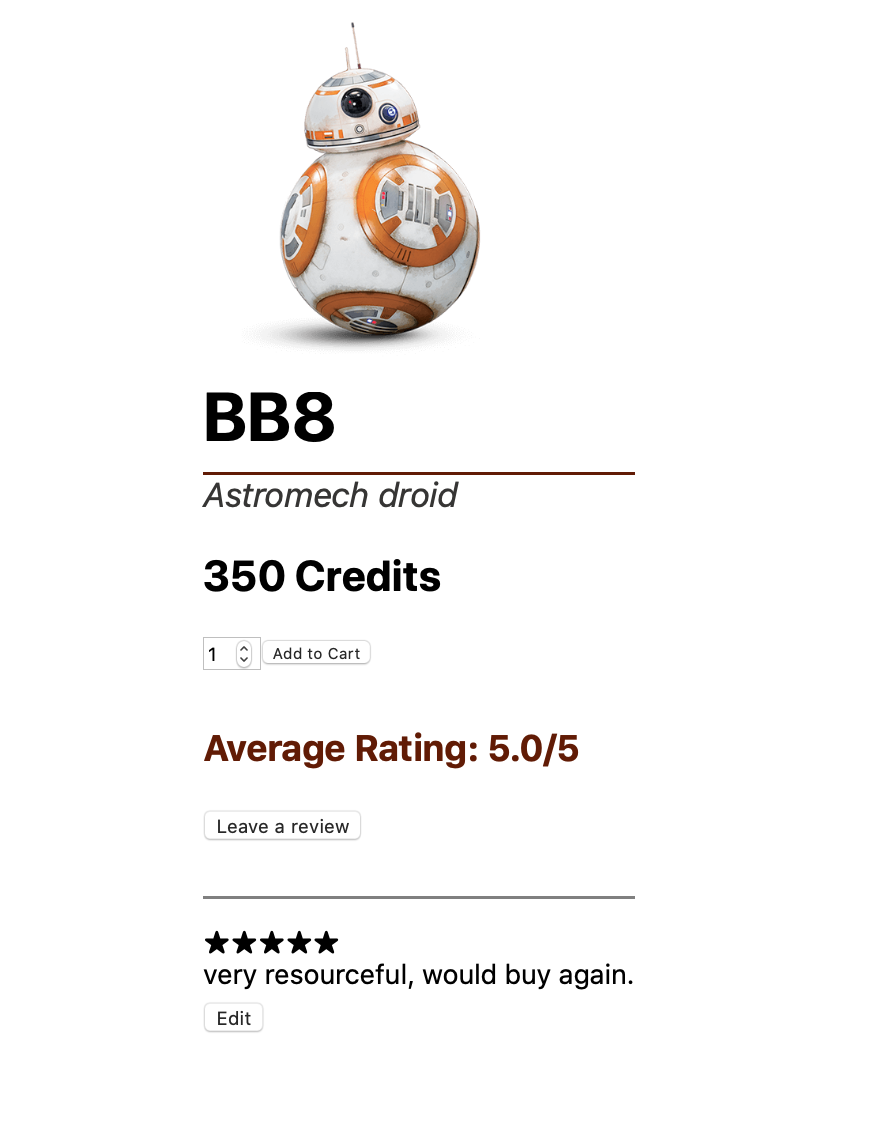 BB8
Astromech droid
350 Credits
1 Add to Cart
Average Rating: 5.0/5
Leave a review
★★★★★
very resourceful, would buy again.
Edit